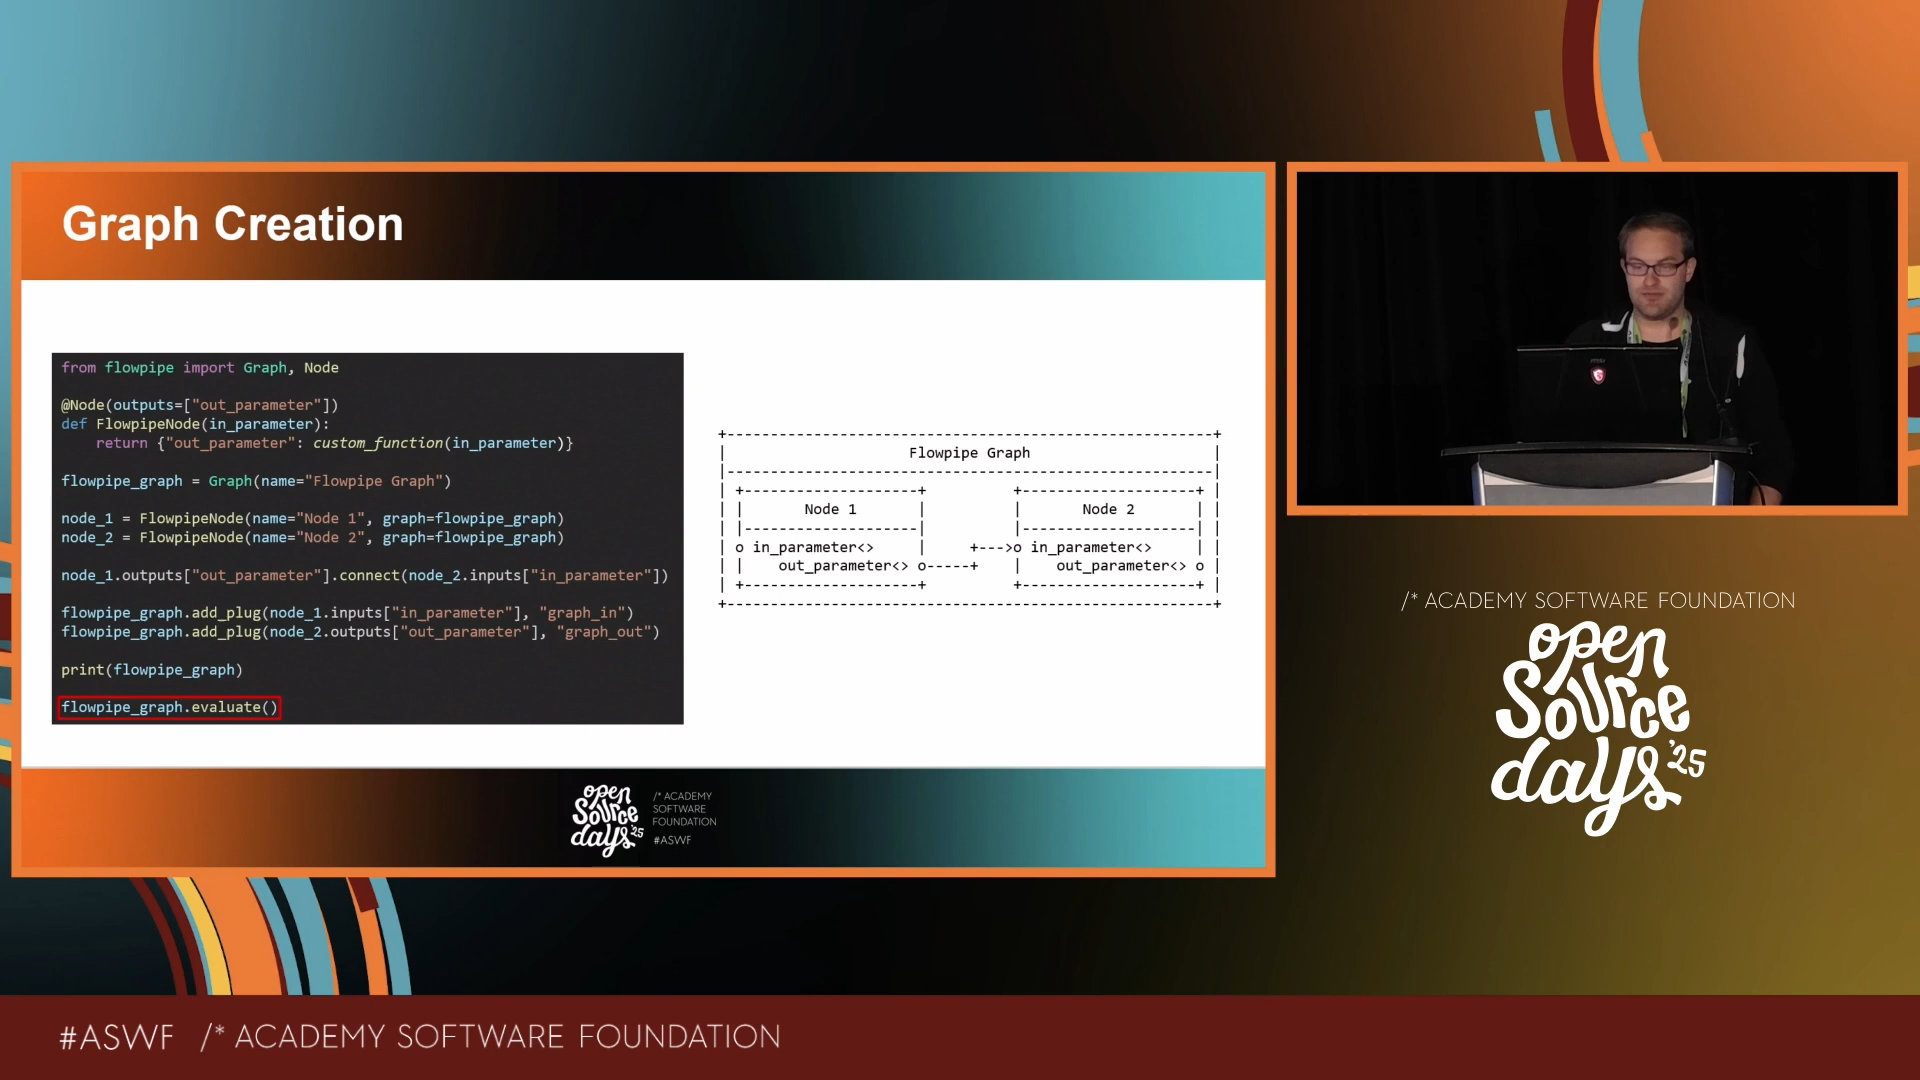 Graph Creation
from flowpipe import Graph, Node
@Node(outputs=["out_parameter"])
def FlowpipeNode(in_parameter):
    return {"out_parameter": custom_function(in_parameter)}
flowpipe_graph = Graph(name="Flowpipe Graph")
node_1 = FlowpipeNode(name="Node 1", graph=flowpipe_graph)
node_2 = FlowpipeNode(name="Node 2", graph=flowpipe_graph)
node_1.outputs["out_parameter"].connect(node_2.inputs["in_parameter"])
flowpipe_graph.add_plug(node_1.inputs["in_parameter"], "graph_in")
flowpipe_graph.add_plug(node_2.outputs["out_parameter"], "graph_out")
print(flowpipe_graph)
flowpipe_graph.evaluate()
Flowpipe Graph
Node 1 Node 2
o in_parameter<> +--->o in_parameter<>
out_parameter<> o-----+ out_parameter<> o
open
Source
days '25
/* ACADEMY
SOFTWARE
FOUNDATION
#ASWF
/* ACADEMY SOFTWARE FOUNDATION
open
Source
days '25
#ASWF /* ACADEMY SOFTWARE FOUNDATION